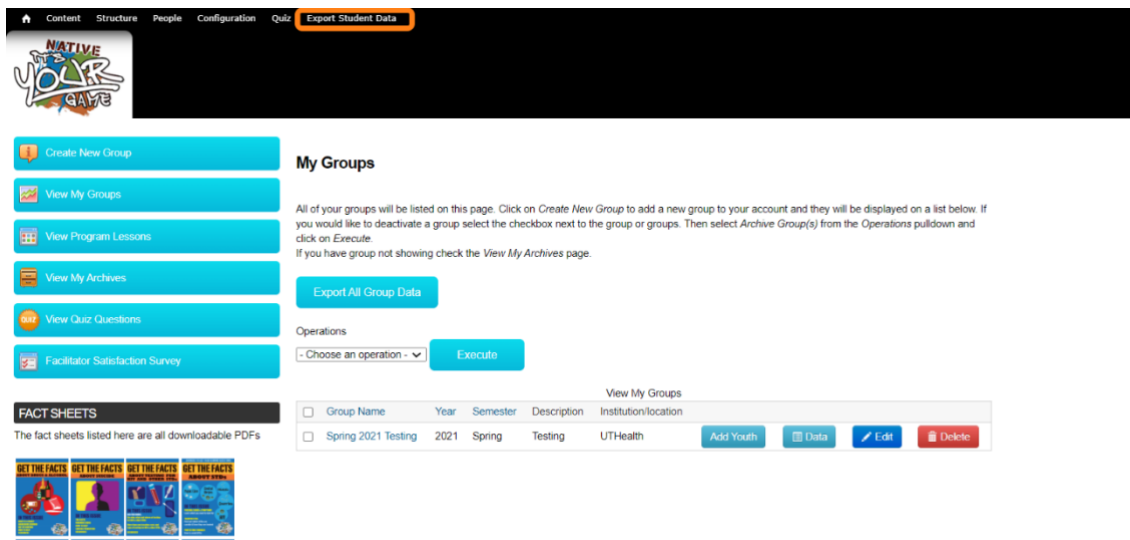 Content Structure People Configuration Quiz Export Student Data
NATIVE
IT'S
YOUR
GAME
Create New Group
View My Groups
View Program Lessons
View My Archives
QUIZ View Quiz Questions
Facilitator Satisfaction Survey
FACT SHEETS
The fact sheets listed here are all downloadable PDFs
GET THE FACTS GET THE FACTS GET THE FACTS GET THE FACTS
ABOUT STDs
My Groups
All of your groups will be listed on this page. Click on Create New Group to add a new group to your account and they will be displayed on a list below. If
you would like to deactivate a group select the checkbox next to the group or groups. Then select Archive Group(s) from the Operations pulldown and
click on Execute.
If you have group not showing check the View My Archives page.
Export All Group Data
Operations
- Choose an operation - Execute
View My Groups
Group Name Year Semester Description Institution/location
Spring 2021 Testing 2021 Spring Testing UTHealth Add Youth Data Edit Delete